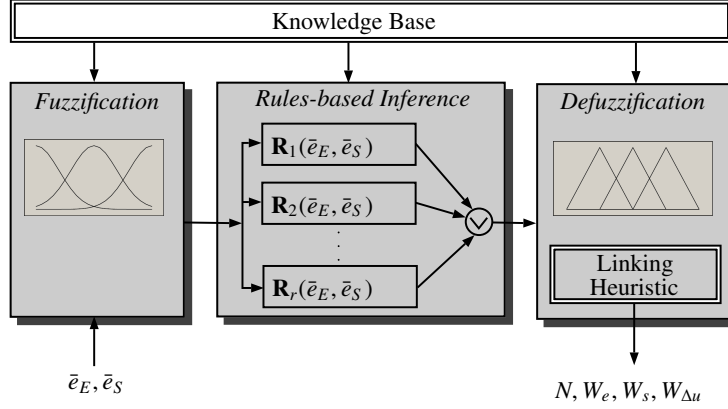 Knowledge Base
Fuzzification
Rules-based Inference
Defuzzification
R₁(ēE, ēS)
R₂(ēE, ēS)
⋮
Rᵣ(ēE, ēS)
Linking
Heuristic
ēE, ēS
N, Wₑ, Wₛ, WΔu